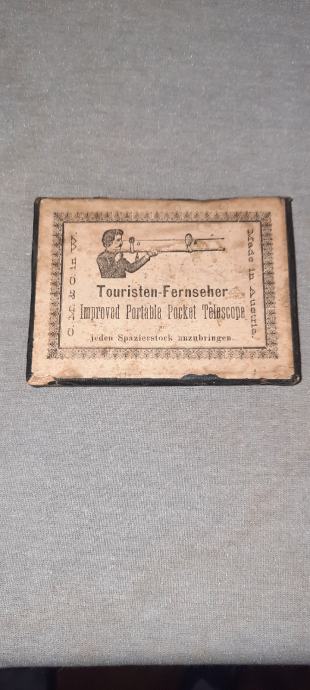 Touristen-Fernseher
Improved Portable Pocket Telescope
jeden Spazierstock anzubringen.
Made in Austria.